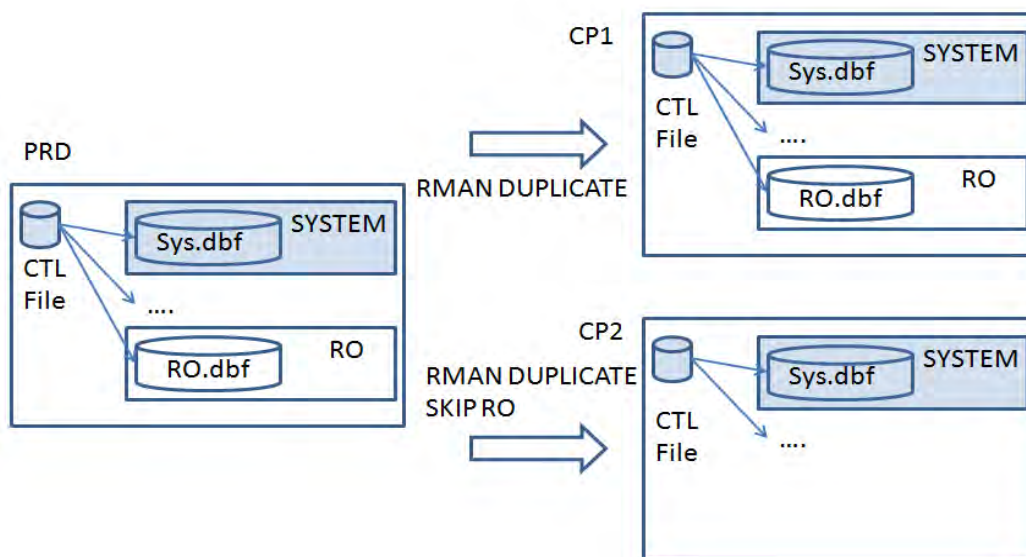 PRD
CTL
File
Sys.dbf
SYSTEM
....
RO.dbf
RO
RMAN DUPLICATE
RMAN DUPLICATE
SKIP RO
CP1
CTL
File
Sys.dbf
SYSTEM
....
RO.dbf
RO
CP2
CTL
File
Sys.dbf
SYSTEM
....